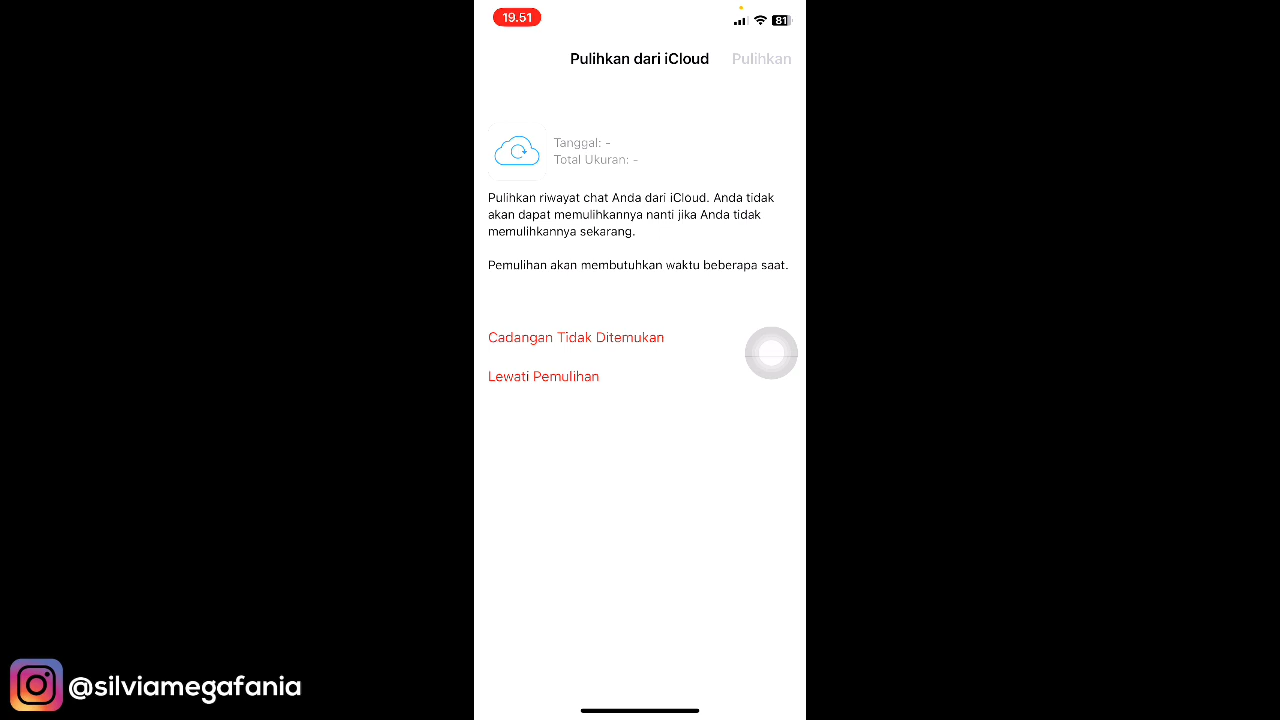 19.51
81
Pulihkan dari iCloud
Pulihkan
Tanggal: -
Total Ukuran: -
Pulihkan riwayat chat Anda dari iCloud. Anda tidak
akan dapat memulihkannya nanti jika Anda tidak
memulihkannya sekarang.
Pemulihan akan membutuhkan waktu beberapa saat.
Cadangan Tidak Ditemukan
Lewati Pemulihan
@silviamegafania